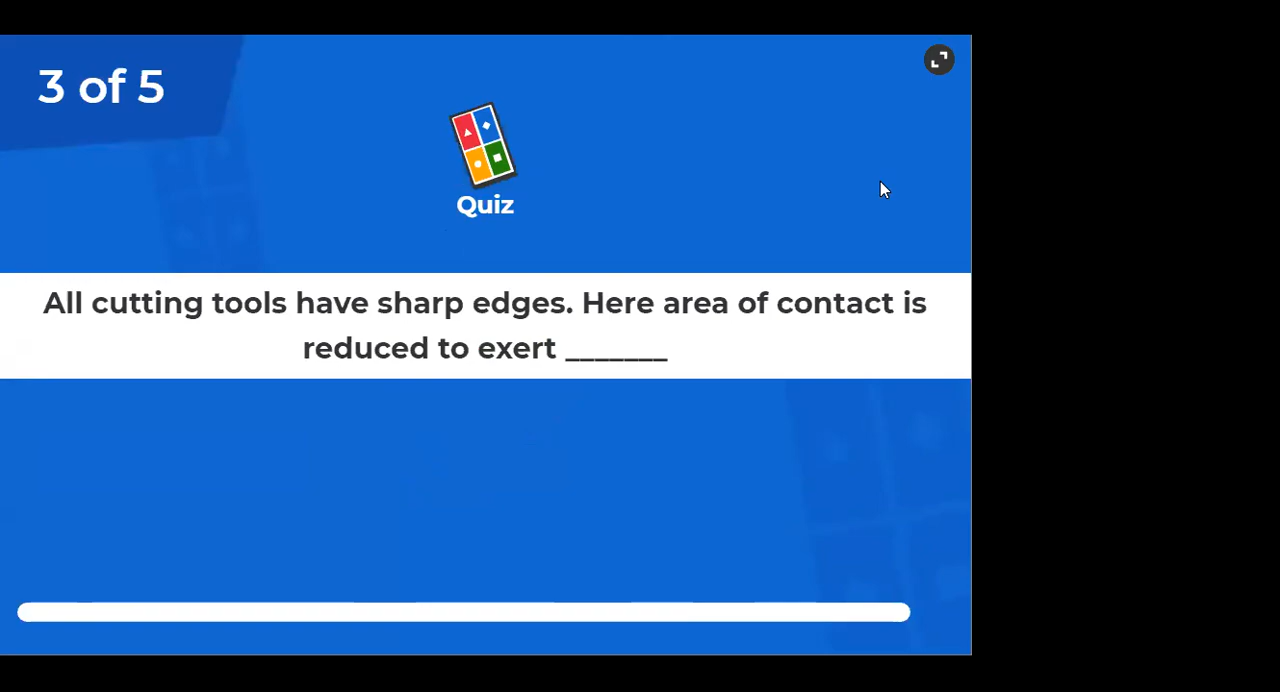 3 of 5
Quiz
All cutting tools have sharp edges. Here area of contact is
reduced to exert _______